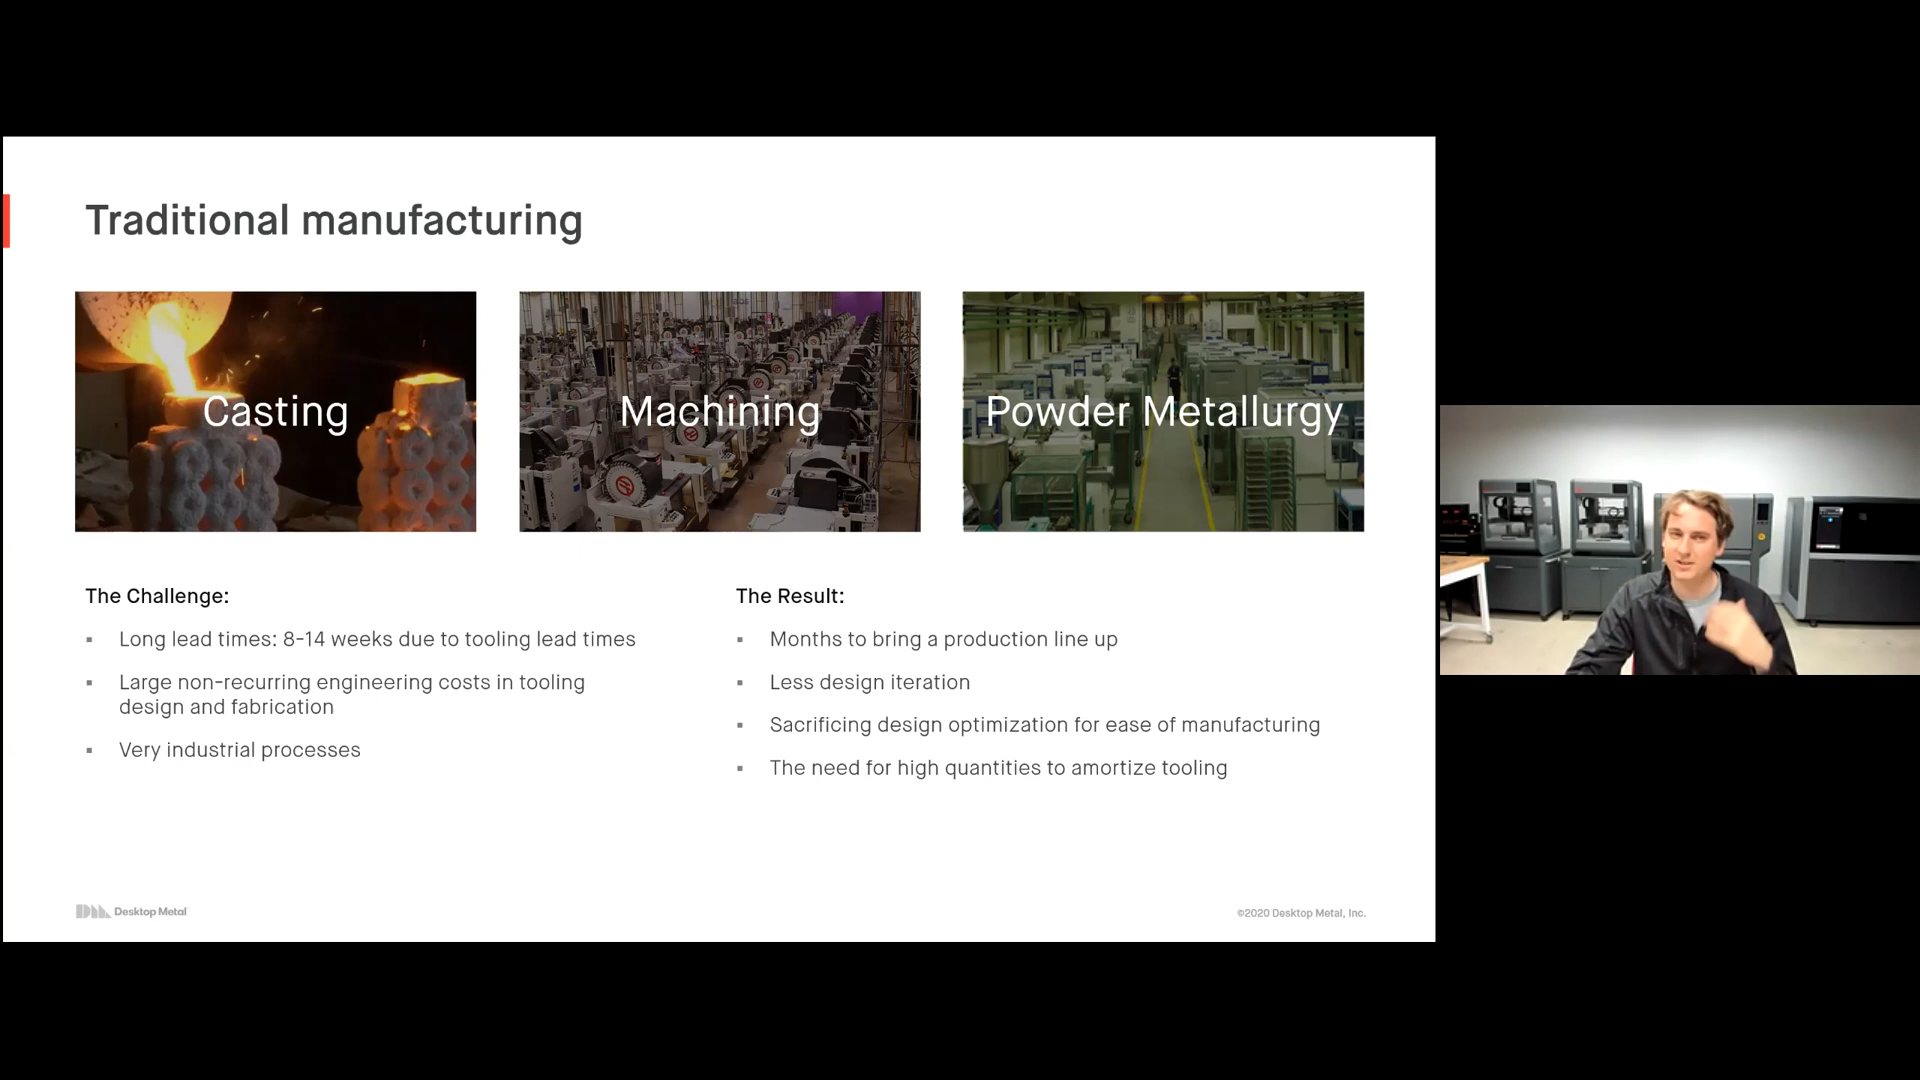 Traditional manufacturing
Casting
Machining
Powder Metallurgy
The Challenge:
▪ Long lead times: 8-14 weeks due to tooling lead times
▪ Large non-recurring engineering costs in tooling
design and fabrication
▪ Very industrial processes
The Result:
▪ Months to bring a production line up
▪ Less design iteration
▪ Sacrificing design optimization for ease of manufacturing
▪ The need for high quantities to amortize tooling
DM Desktop Metal
©2020 Desktop Metal, Inc.